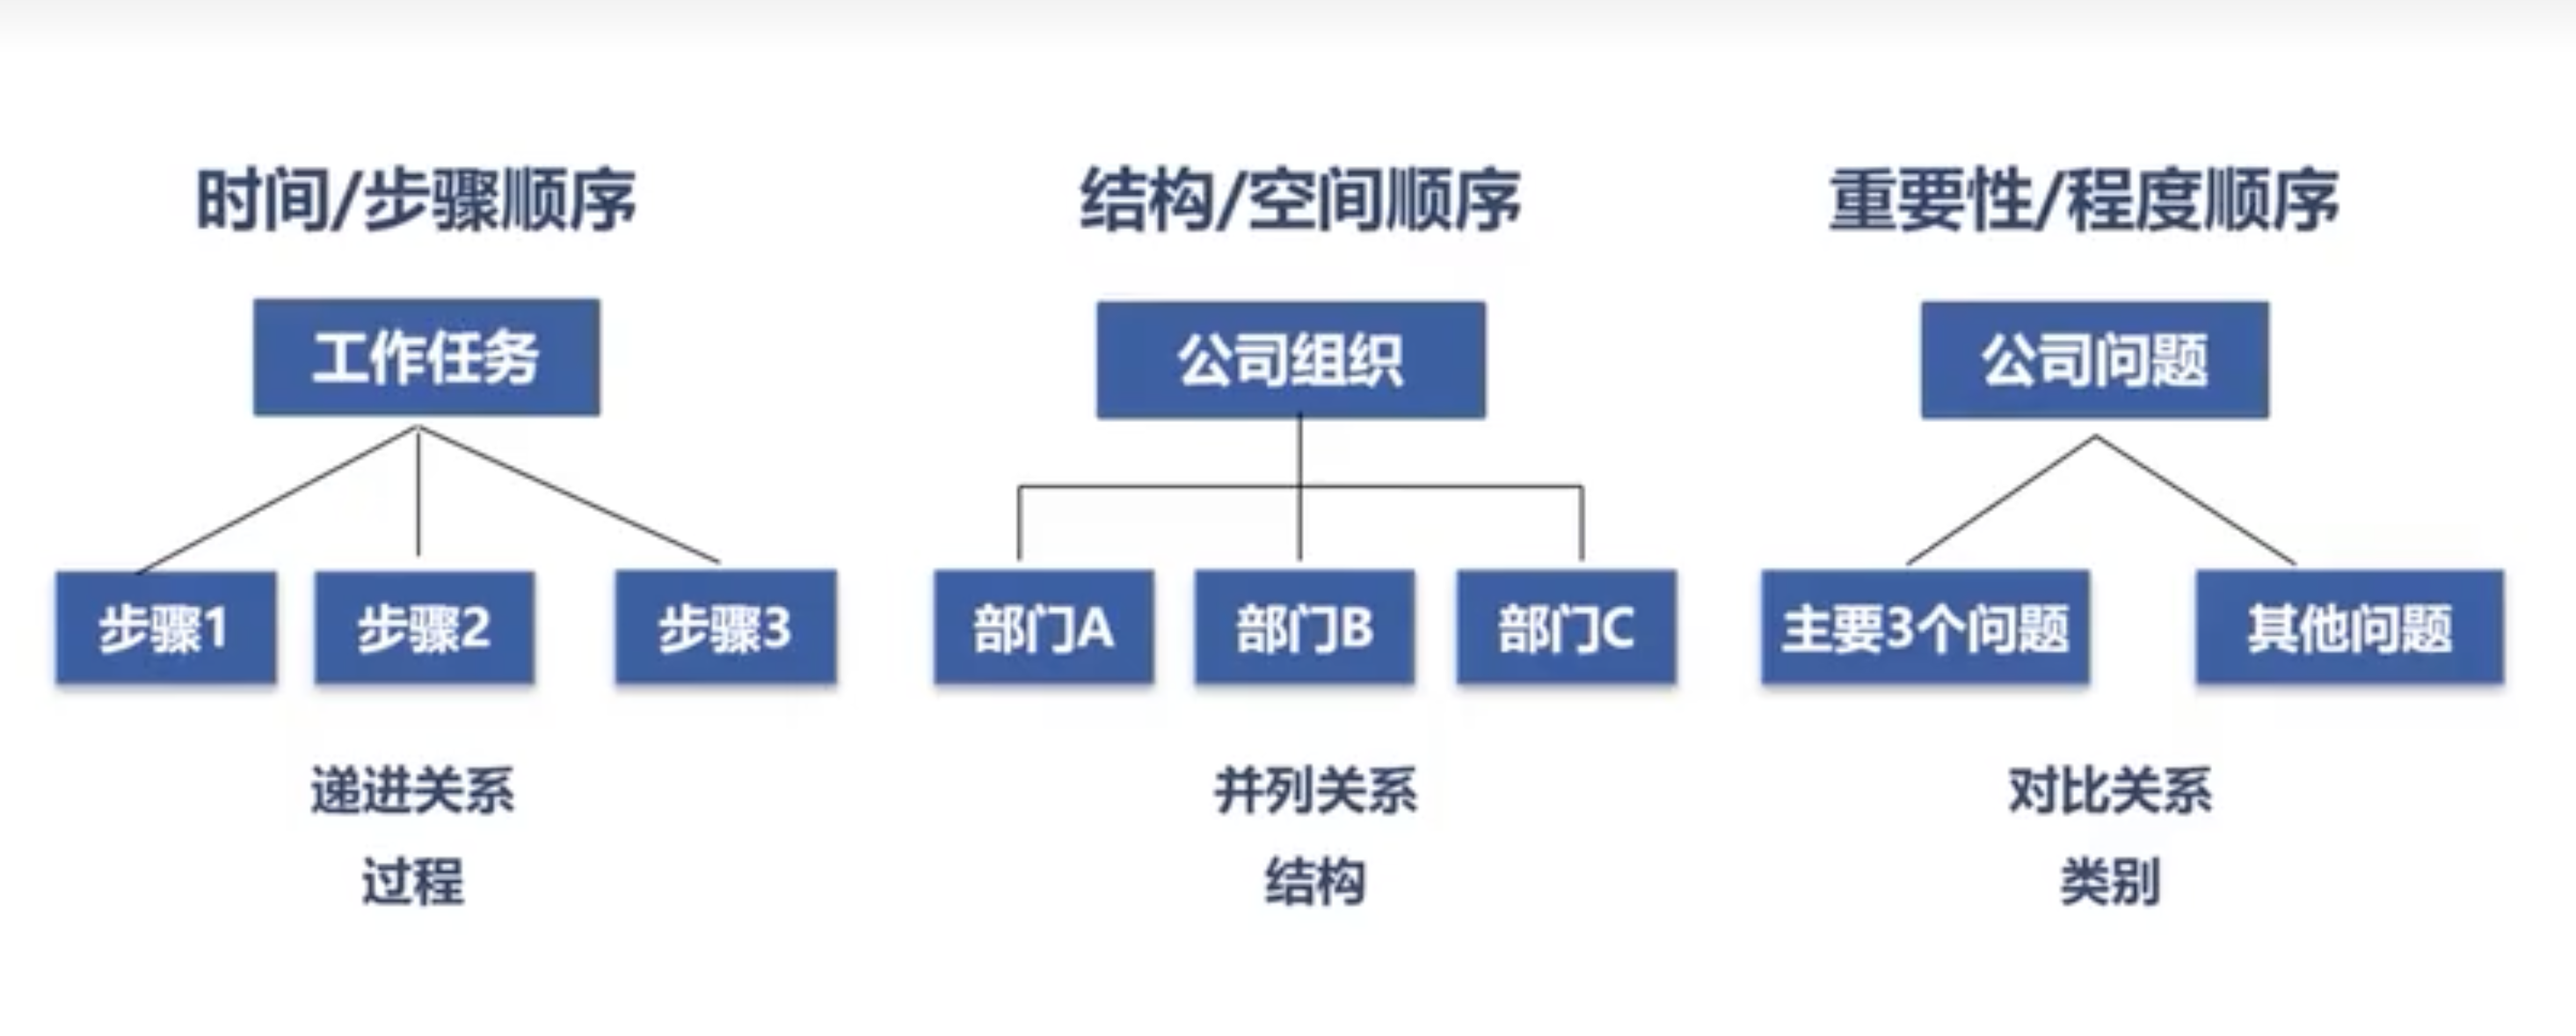 时间/步骤顺序
工作任务
步骤1
步骤2
步骤3
递进关系
过程
结构/空间顺序
公司组织
部门A
部门B
部门C
并列关系
结构
重要性/程度顺序
公司问题
主要3个问题
其他问题
对比关系
类别